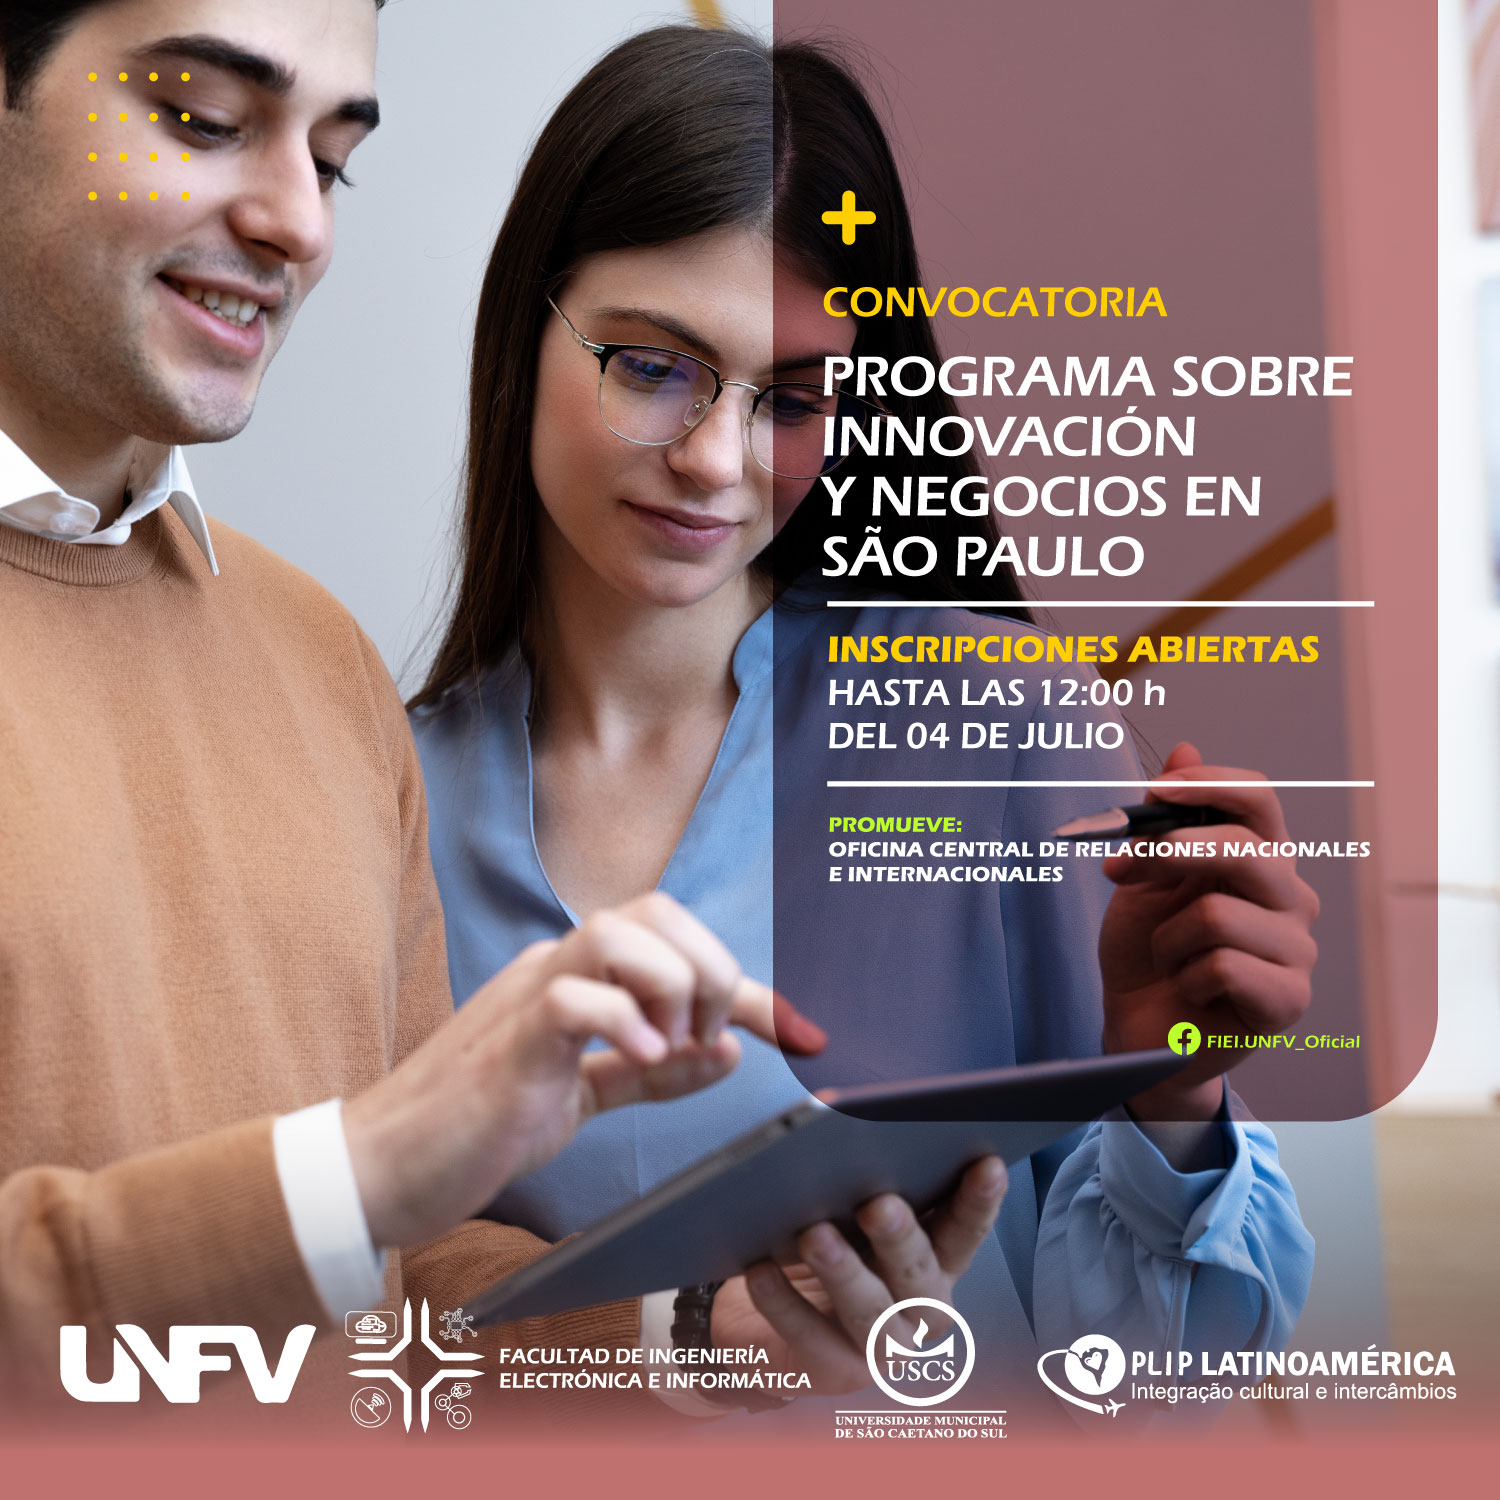 CONVOCATORIA
PROGRAMA SOBRE
INNOVACIÓN
Y NEGOCIOS EN
SÃO PAULO
INSCRIPCIONES ABIERTAS
HASTA LAS 12:00 h
DEL 04 DE JULIO
PROMUEVE:
OFICINA CENTRAL DE RELACIONES NACIONALES
E INTERNACIONALES
FIEI.UNFV_Oficial
UNFV
FACULTAD DE INGENIERÍA
ELECTRÓNICA E INFORMÁTICA
USCS
UNIVERSIDADE MUNICIPAL
DE SÃO CAETANO DO SUL
PLIP LATINOAMÉRICA
Integração cultural e intercâmbios